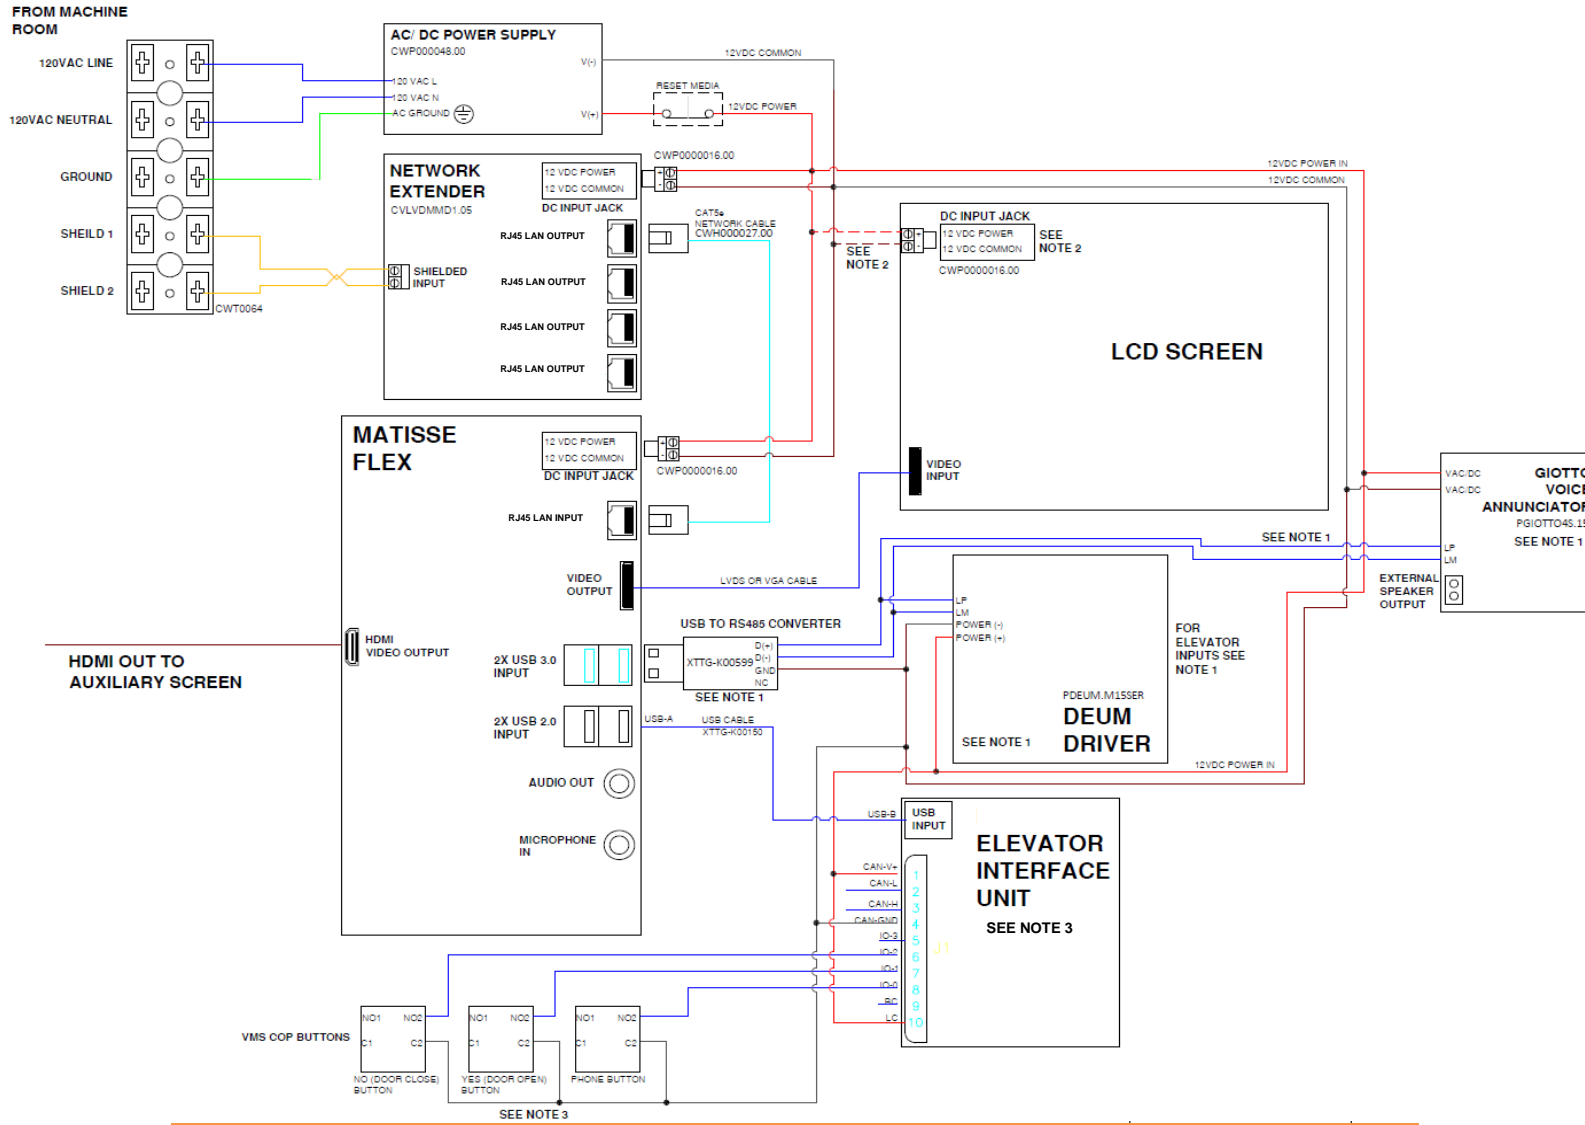 FROM MACHINE
ROOM
120VAC LINE
120VAC NEUTRAL
GROUND
SHEILD 1
SHIELD 2
CWT0064
AC/ DC POWER SUPPLY
CWP000048.00
120 VAC L
120 VAC N
AC GROUND
V(-)
V(+)
12VDC COMMON
RESET MEDIA
12VDC POWER
NETWORK
EXTENDER
CVLVDMMD1.05
12 VDC POWER
12 VDC COMMON
DC INPUT JACK
CWP0000016.00
RJ45 LAN OUTPUT
RJ45 LAN OUTPUT
RJ45 LAN OUTPUT
RJ45 LAN OUTPUT
SHIELDED
INPUT
CAT5e
NETWORK CABLE
CWH000027.00
12VDC POWER IN
12VDC COMMON
DC INPUT JACK
12 VDC POWER
12 VDC COMMON
SEE
NOTE 2
SEE
NOTE 2
CWP0000016.00
LCD SCREEN
VIDEO
INPUT
MATISSE
FLEX
12 VDC POWER
12 VDC COMMON
DC INPUT JACK
CWP0000016.00
RJ45 LAN INPUT
VIDEO
OUTPUT
LVDS OR VGA CABLE
HDMI
VIDEO OUTPUT
HDMI OUT TO
AUXILIARY SCREEN
2X USB 3.0
INPUT
2X USB 2.0
INPUT
AUDIO OUT
MICROPHONE
IN
USB TO RS485 CONVERTER
XTTG-K00599
D(+)
D(-)
GND
NC
SEE NOTE 1
USB-A
USB CABLE
XTTG-K00150
VAC/DC
VAC/DC
GIOTTO
VOICE
ANNUNCIATOR
PGIOTTO4S.15
SEE NOTE 1
LP
LM
EXTERNAL
SPEAKER
OUTPUT
SEE NOTE 1
LP
LM
POWER (-)
POWER (+)
PDEUM.M15SER
DEUM
DRIVER
SEE NOTE 1
FOR
ELEVATOR
INPUTS SEE
NOTE 1
12VDC POWER IN
USB-B
USB
INPUT
ELEVATOR
INTERFACE
UNIT
SEE NOTE 3
J1
CAN-V+ 1
CAN-L 2
CAN-H 3
CAN-GND 4
IO-3 5
IO-2 6
IO-1 7
IO-0 8
BC 9
LC 10
VMS COP BUTTONS
NO1 NO2
C1 C2
NO (DOOR CLOSE)
BUTTON
NO1 NO2
C1 C2
YES (DOOR OPEN)
BUTTON
NO1 NO2
C1 C2
PHONE BUTTON
SEE NOTE 3